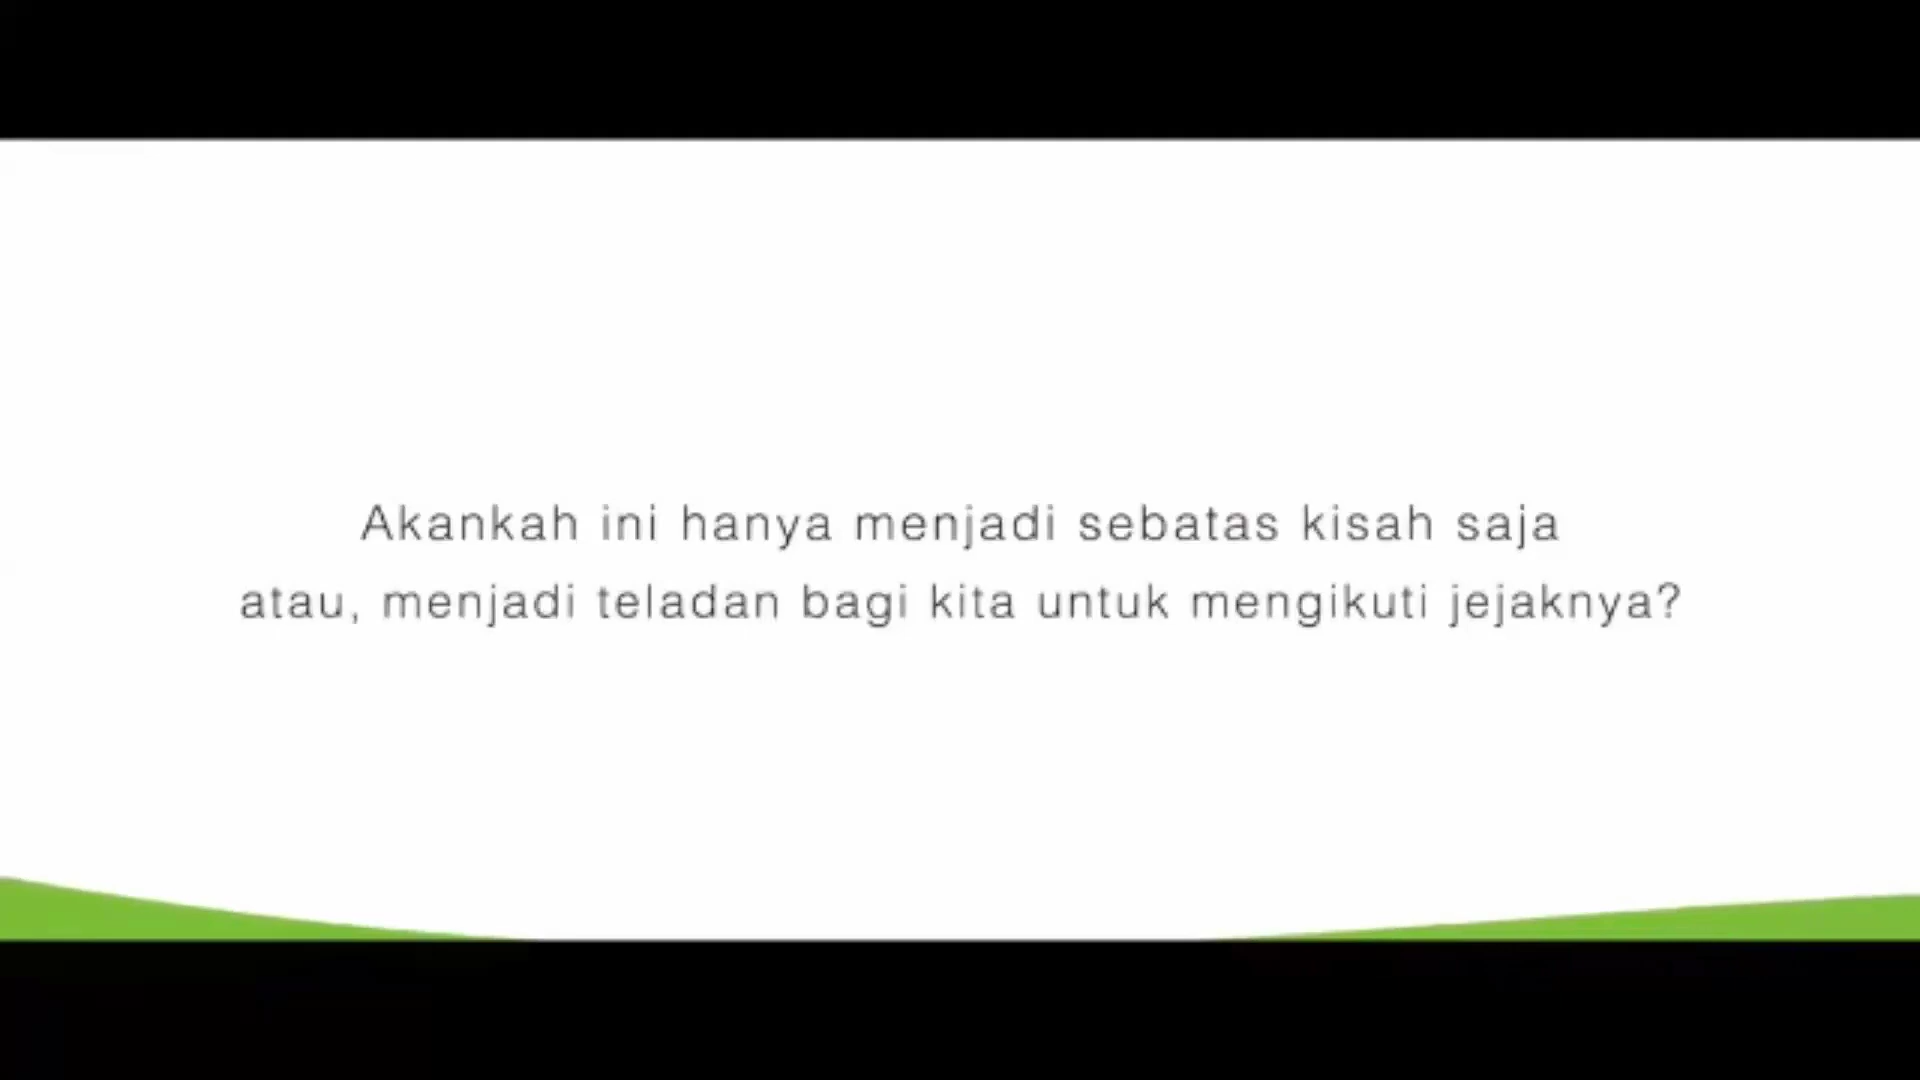 Akankah ini hanya menjadi sebatas kisah saja
atau, menjadi teladan bagi kita untuk mengikuti jejaknya?